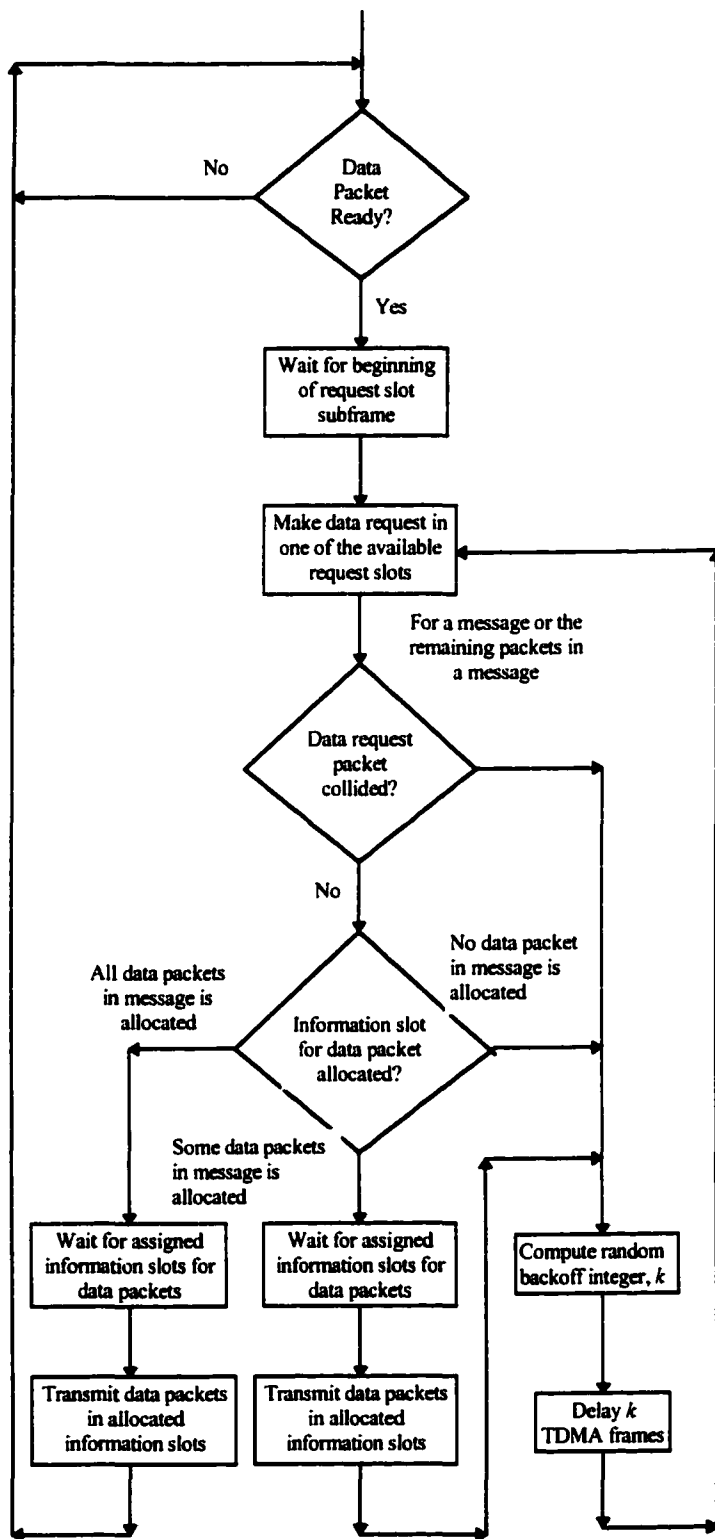 No
Data
Packet
Ready?
Yes
Wait for beginning
of request slot
subframe
Make data request in
one of the available
request slots
For a message or the
remaining packets in
a message
Data request
packet
collided?
No
No data packet
in message is
allocated
All data packets
in message is
allocated
Information slot
for data packet
allocated?
Some data packets
in message is
allocated
Wait for assigned
information slots for
data packets
Wait for assigned
information slots for
data packets
Compute random
backoff integer, k
Transmit data packets
in allocated
information slots
Transmit data packets
in allocated
information slots
Delay k
TDMA frames